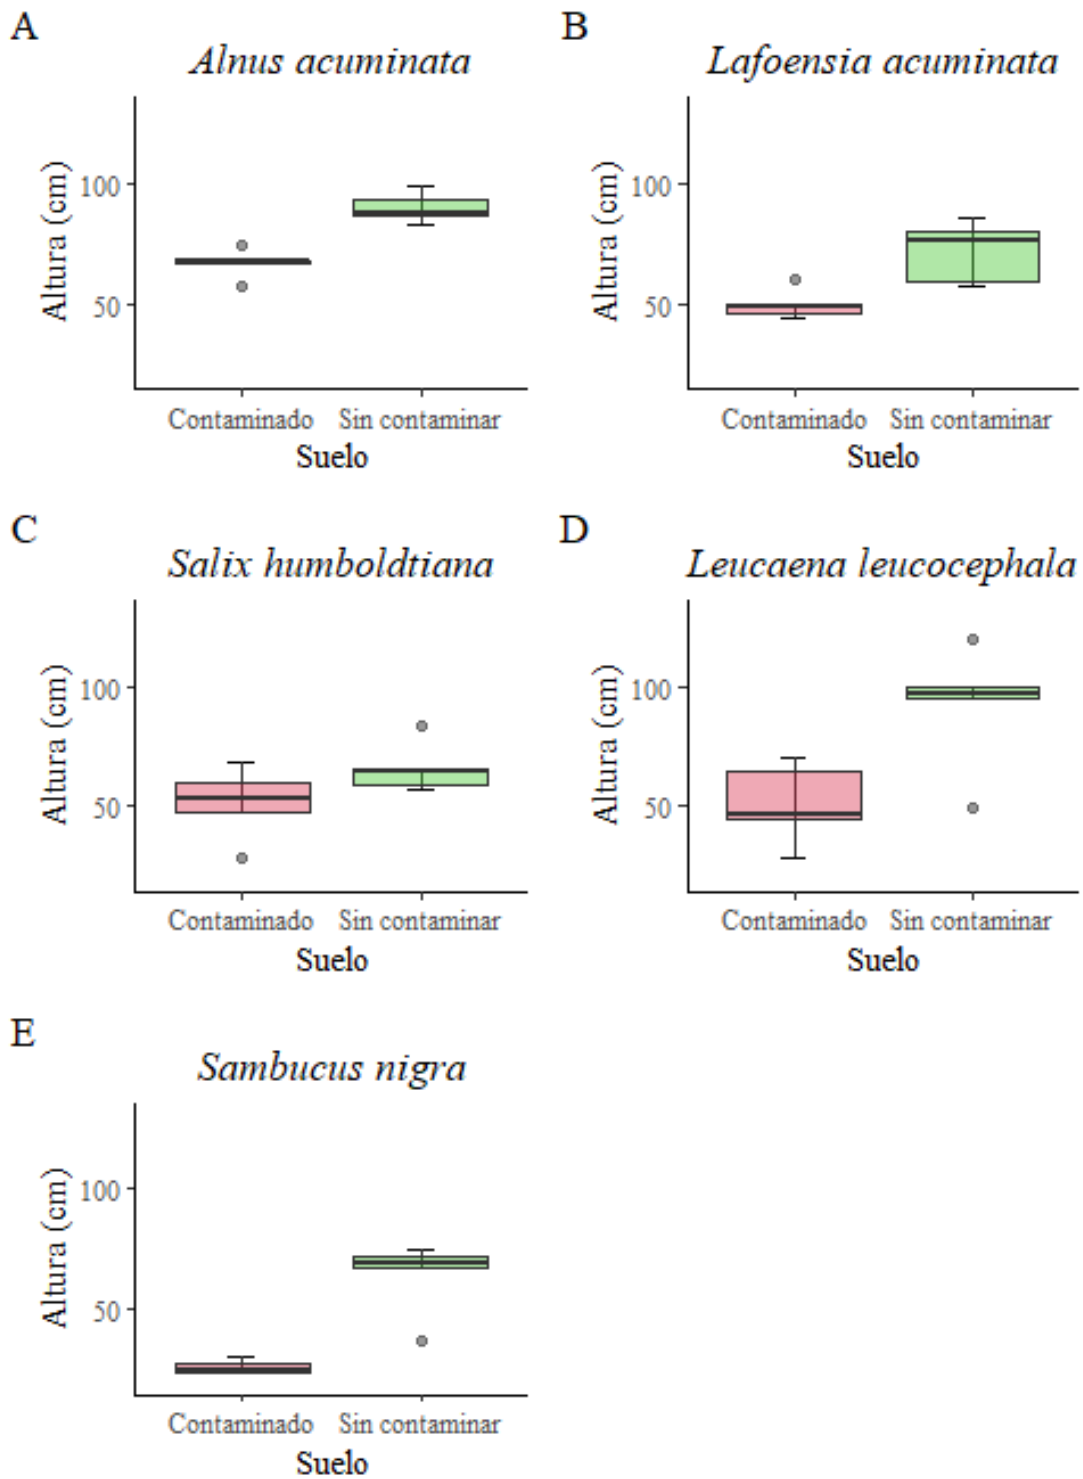 A
Alnus acuminata
Altura (cm)
100
50
Contaminado Sin contaminar
Suelo
B
Lafoensia acuminata
Altura (cm)
100
50
Contaminado Sin contaminar
Suelo
C
Salix humboldtiana
Altura (cm)
100
50
Contaminado Sin contaminar
Suelo
D
Leucaena leucocephala
Altura (cm)
100
50
Contaminado Sin contaminar
Suelo
E
Sambucus nigra
Altura (cm)
100
50
Contaminado Sin contaminar
Suelo